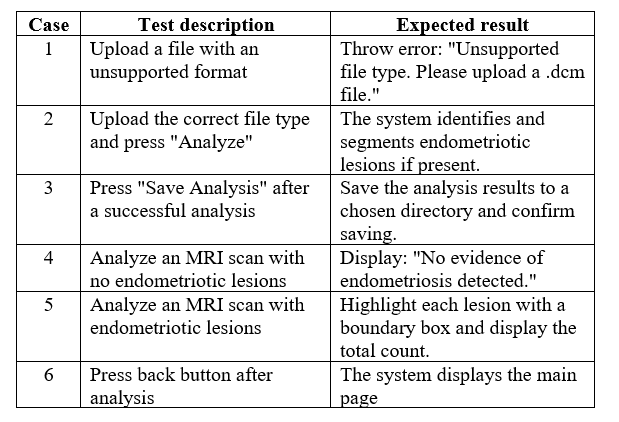 Case Test description Expected result
1 Upload a file with an Throw error: "Unsupported
unsupported format file type. Please upload a .dcm
file."
2 Upload the correct file type The system identifies and
and press "Analyze" segments endometriotic
lesions if present.
3 Press "Save Analysis" after Save the analysis results to a
a successful analysis chosen directory and confirm
saving.
4 Analyze an MRI scan with Display: "No evidence of
no endometriotic lesions endometriosis detected."
5 Analyze an MRI scan with Highlight each lesion with a
endometriotic lesions boundary box and display the
total count.
6 Press back button after The system displays the main
analysis page